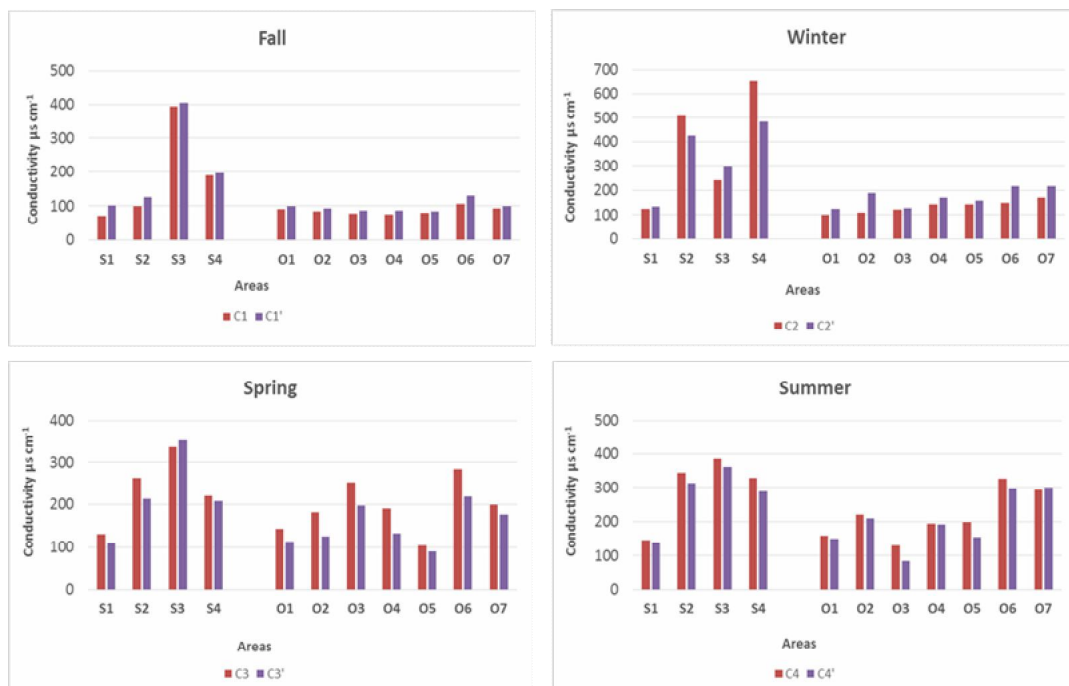 Fall
Conductivity µs cm⁻¹
500
400
300
200
100
0
S1 S2 S3 S4 O1 O2 O3 O4 O5 O6 O7
Areas
C1 C1'
Winter
Conductivity µs cm⁻¹
700
600
500
400
300
200
100
0
S1 S2 S3 S4 O1 O2 O3 O4 O5 O6 O7
Areas
C2 C2'
Spring
Conductivity µs cm⁻¹
400
300
200
100
0
S1 S2 S3 S4 O1 O2 O3 O4 O5 O6 O7
Areas
C3 C3'
Summer
Conductivity µs cm⁻¹
500
400
300
200
100
0
S1 S2 S3 S4 O1 O2 O3 O4 O5 O6 O7
Areas
C4 C4'